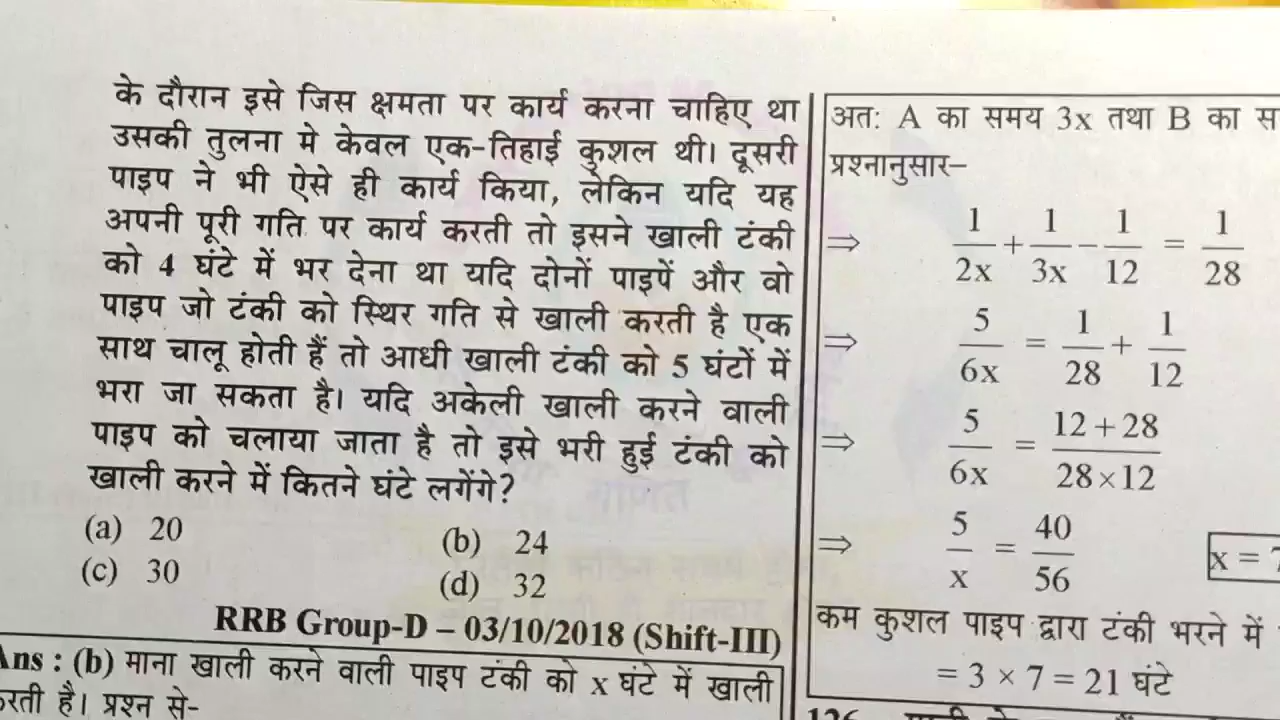 के दौरान इसे जिस क्षमता पर कार्य करना चाहिए था
उसकी तुलना मे केवल एक-तिहाई कुशल थी। दूसरी
पाइप ने भी ऐसे ही कार्य किया, लेकिन यदि यह
अपनी पूरी गति पर कार्य करती तो इसने खाली टंकी
को 4 घंटे में भर देना था यदि दोनों पाइपें और वो
पाइप जो टंकी को स्थिर गति से खाली करती है एक
साथ चालू होती हैं तो आधी खाली टंकी को 5 घंटों में
भरा जा सकता है। यदि अकेली खाली करने वाली
पाइप को चलाया जाता है तो इसे भरी हुई टंकी को
खाली करने में कितने घंटे लगेंगे?
(a) 20 (b) 24
(c) 30 (d) 32
RRB Group-D – 03/10/2018 (Shift-III)
Ans : (b) माना खाली करने वाली पाइप टंकी को x घंटे में खाली
करती है। प्रश्न से-
अत: A का समय 3x तथा B का
प्रश्नानुसार–
⇒ 1/2x + 1/3x − 1/12 = 1/28
⇒ 5/6x = 1/28 + 1/12
⇒ 5/6x = 12+28/28×12
⇒ 5/x = 40/56 x =
कम कुशल पाइप द्वारा टंकी भरने में
= 3 × 7 = 21 घंटे